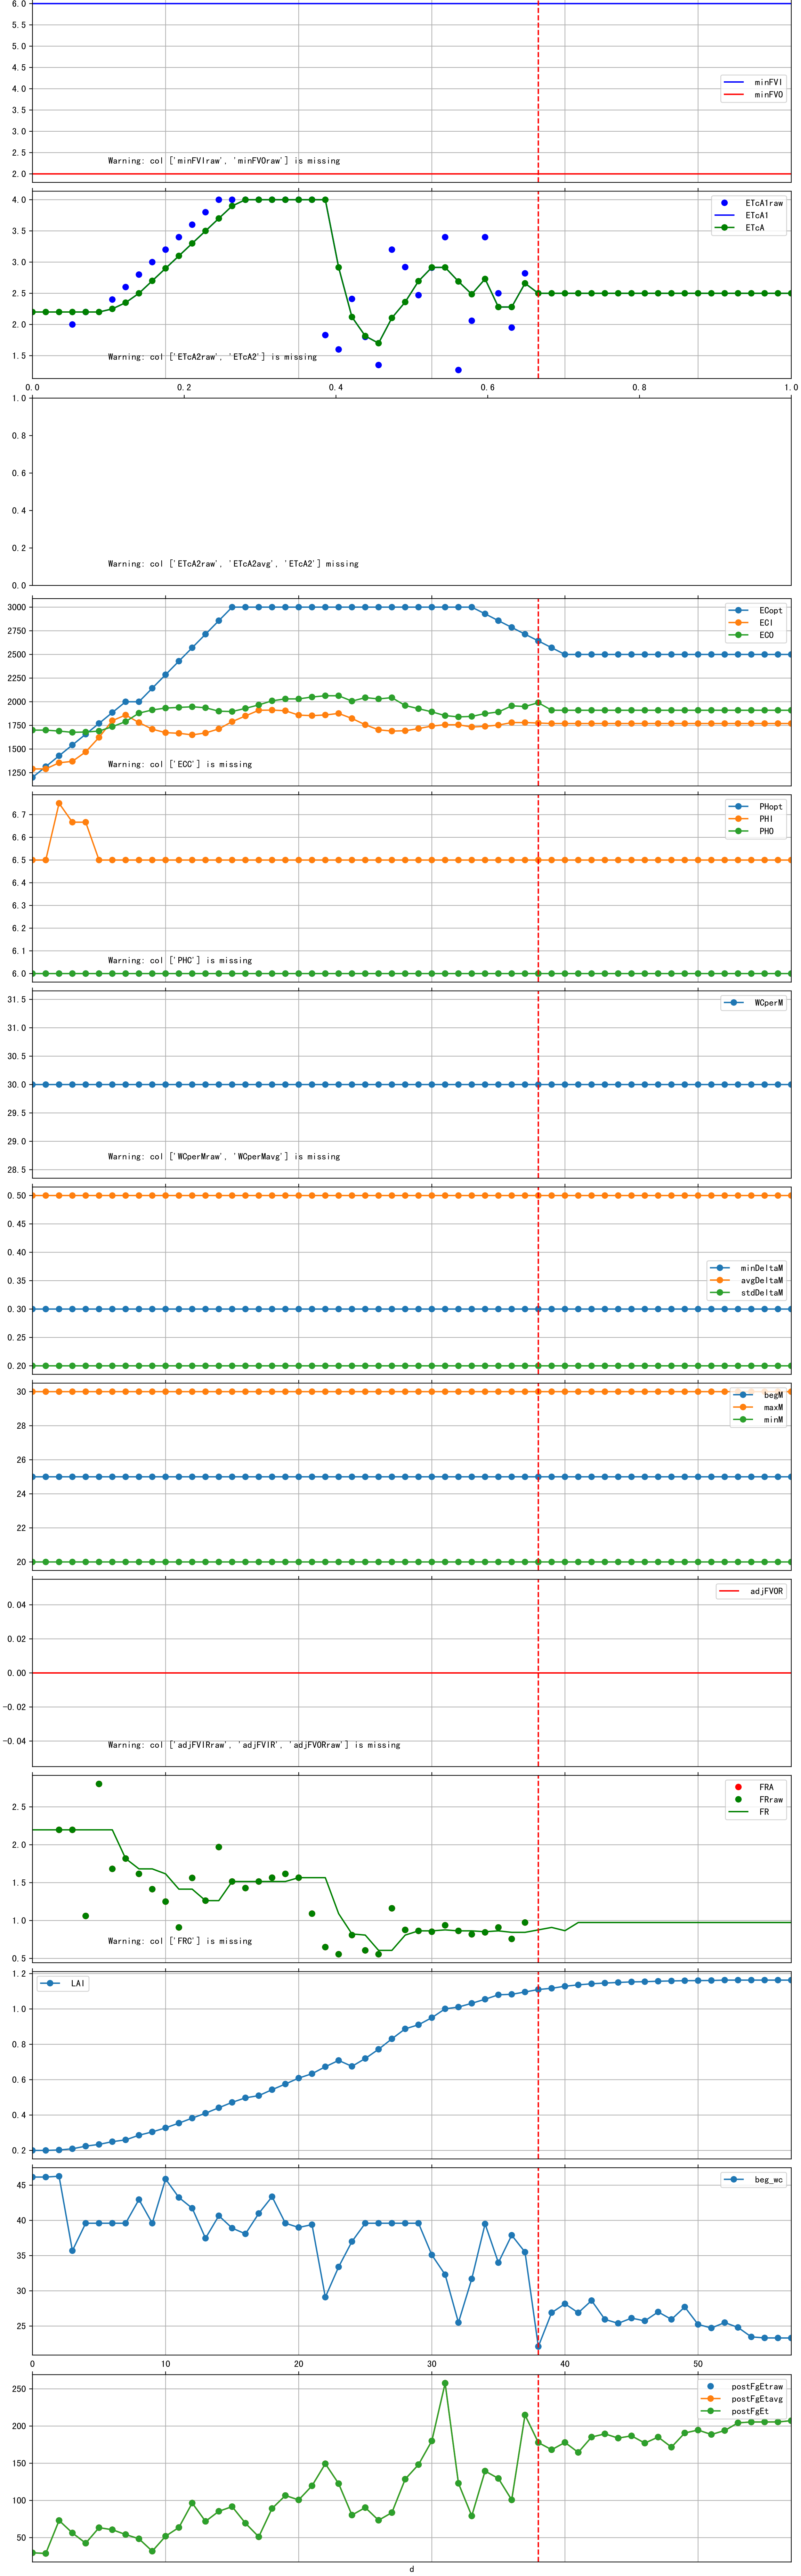 6.0
5.5
5.0
4.5
4.0
3.5
3.0
2.5
2.0
minFVI
minFVO
Warning: col ['minFVIraw', 'minFVOraw'] is missing
4.0
3.5
3.0
2.5
2.0
1.5
ETcA1raw
ETcA1
ETcA
Warning: col ['ETcA2raw', 'ETcA2'] is missing
0.0 0.2 0.4 0.6 0.8 1.0
1.0
0.8
0.6
0.4
0.2
0.0
Warning: col ['ETcA2raw', 'ETcA2avg', 'ETcA2'] missing
3000
2750
2500
2250
2000
1750
1500
1250
ECopt
ECI
ECO
Warning: col ['ECC'] is missing
6.7
6.6
6.5
6.4
6.3
6.2
6.1
6.0
PHopt
PHI
PHO
Warning: col ['PHC'] is missing
31.5
31.0
30.5
30.0
29.5
29.0
28.5
WCperM
Warning: col ['WCperMraw', 'WCperMavg'] is missing
0.50
0.45
0.40
0.35
0.30
0.25
0.20
minDeltaM
avgDeltaM
stdDeltaM
30
28
26
24
22
20
begM
maxM
minM
0.04
0.02
0.00
-0.02
-0.04
adjFVOR
Warning: col ['adjFVIRraw', 'adjFVIR', 'adjFVORraw'] is missing
2.5
2.0
1.5
1.0
0.5
FRA
FRraw
FR
Warning: col ['FRC'] is missing
1.2
1.0
0.8
0.6
0.4
0.2
LAI
45
40
35
30
25
beg_wc
0 10 20 30 40 50
250
200
150
100
50
postFgEtraw
postFgEtavg
postFgEt
d